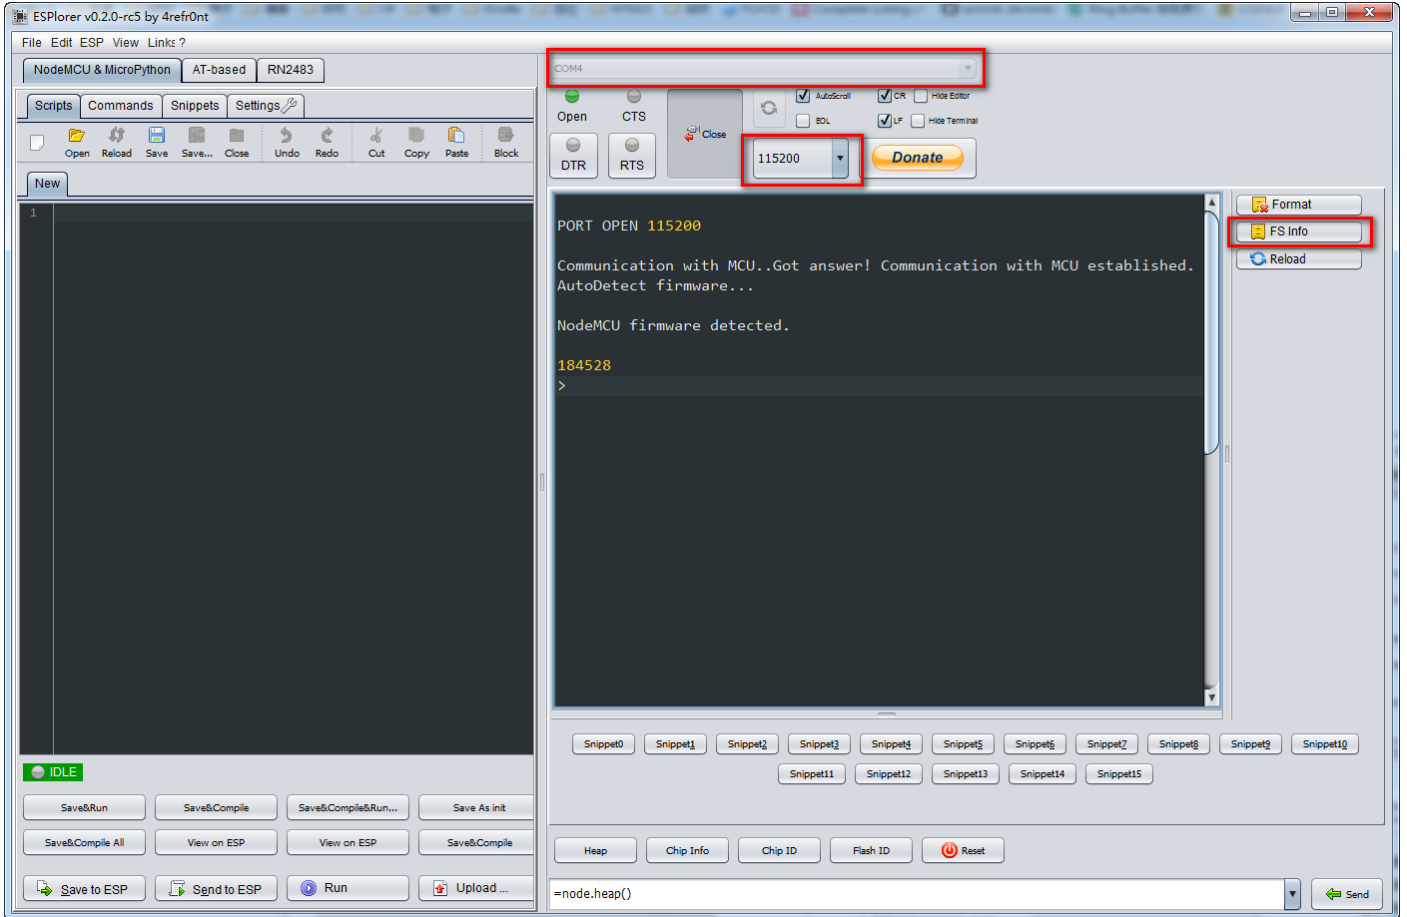 ESPlorer v0.2.0-rc5 by 4refr0nt
File Edit ESP View Links ?
NodeMCU & MicroPython AT-based RN2483
Scripts Commands Snippets Settings
Open Reload Save Save... Close Undo Redo Cut Copy Paste Block
New
1
IDLE
Save&Run Save&Compile Save&Compile&Run... Save As init
Save&Compile All View on ESP View on ESP Save&Compile
Save to ESP Send to ESP Run Upload ...
COM4
Open CTS Close AutoScroll CR Hide Editor
EOL LF Hide Terminal
DTR RTS 115200 Donate
PORT OPEN 115200
Communication with MCU..Got answer! Communication with MCU established.
AutoDetect firmware...
NodeMCU firmware detected.
184528
>
Format
FS Info
Reload
Snippet0 Snippet1 Snippet2 Snippet3 Snippet4 Snippet5 Snippet6 Snippet7 Snippet8 Snippet9 Snippet10
Snippet11 Snippet12 Snippet13 Snippet14 Snippet15
Heap Chip Info Chip ID Flash ID Reset
=node.heap() Send